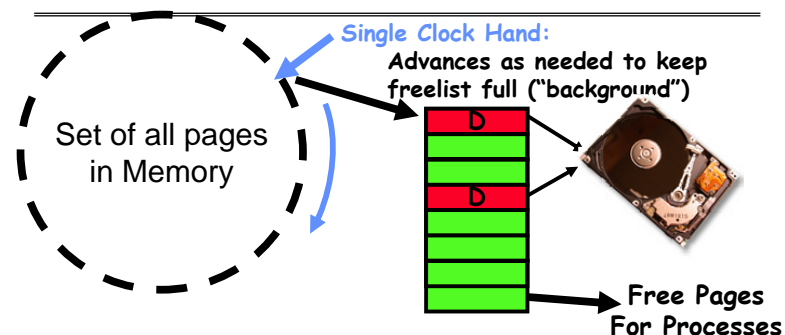 Single Clock Hand:
Advances as needed to keep
freelist full (“background”)
Set of all pages
in Memory
D
D
Free Pages
For Processes